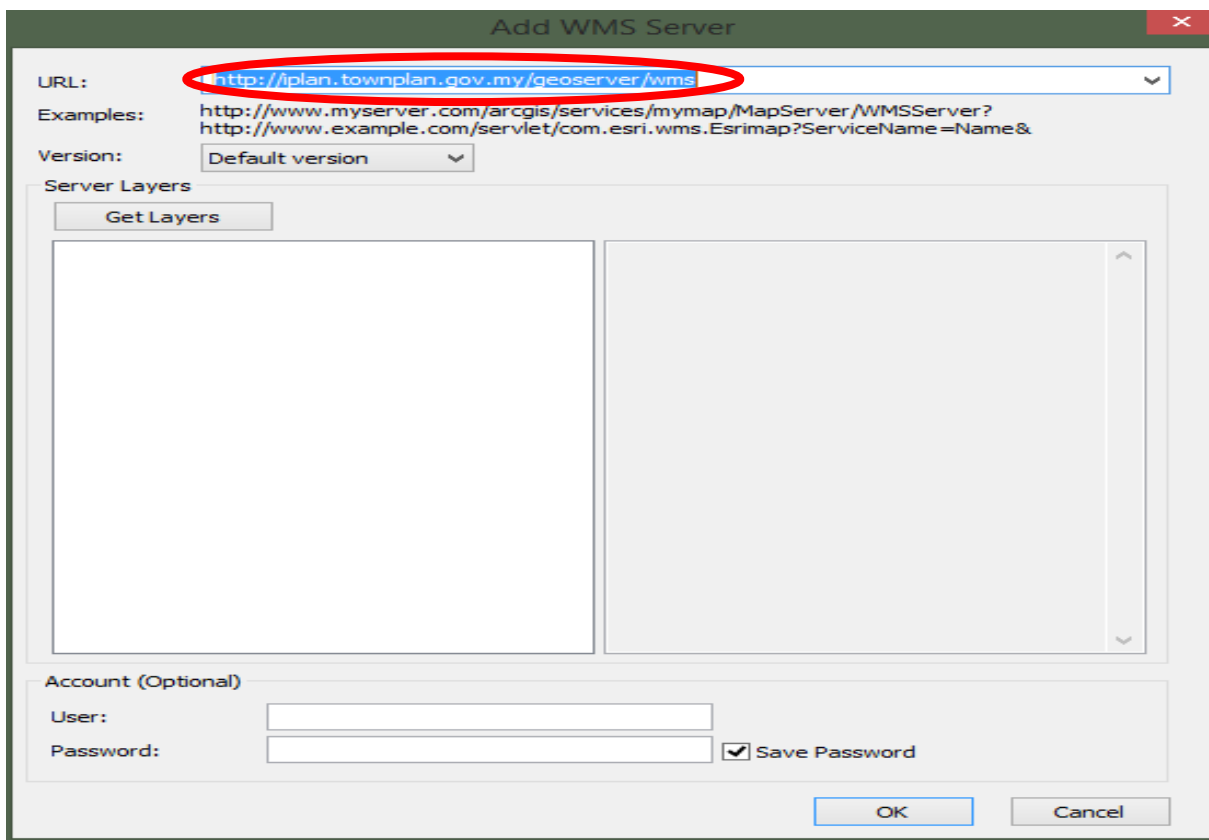 Add WMS Server
URL: http://iplan.townplan.gov.my/geoserver/wms
Examples: http://www.myserver.com/arcgis/services/mymap/MapServer/WMSServer?
http://www.example.com/servlet/com.esri.wms.Esrimap?ServiceName=Name&
Version: Default version
Server Layers
Get Layers
Account (Optional)
User:
Password: Save Password
OK Cancel